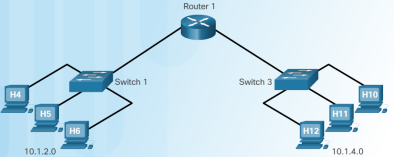 Router 1
Switch 1
Switch 3
H4
H10
H5
H11
H6
H12
10.1.2.0
10.1.4.0